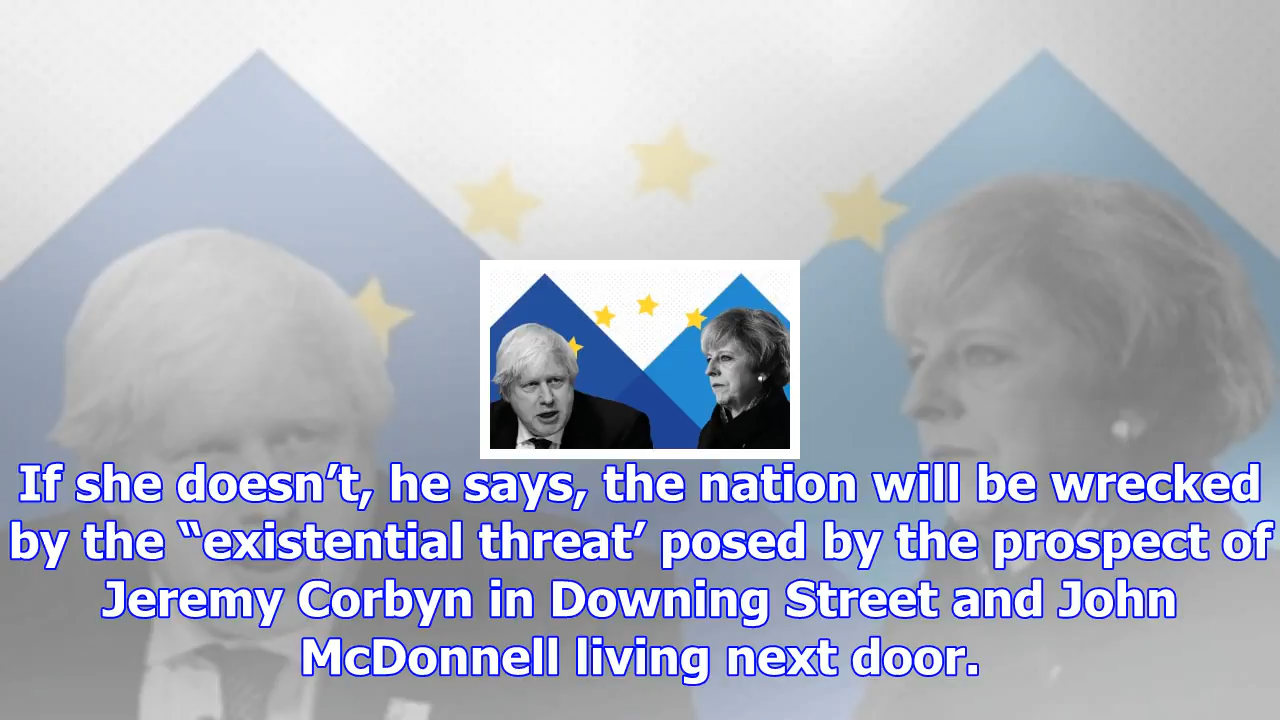 If she doesn’t, he says, the nation will be wrecked
by the “existential threat’ posed by the prospect of
Jeremy Corbyn in Downing Street and John
McDonnell living next door.